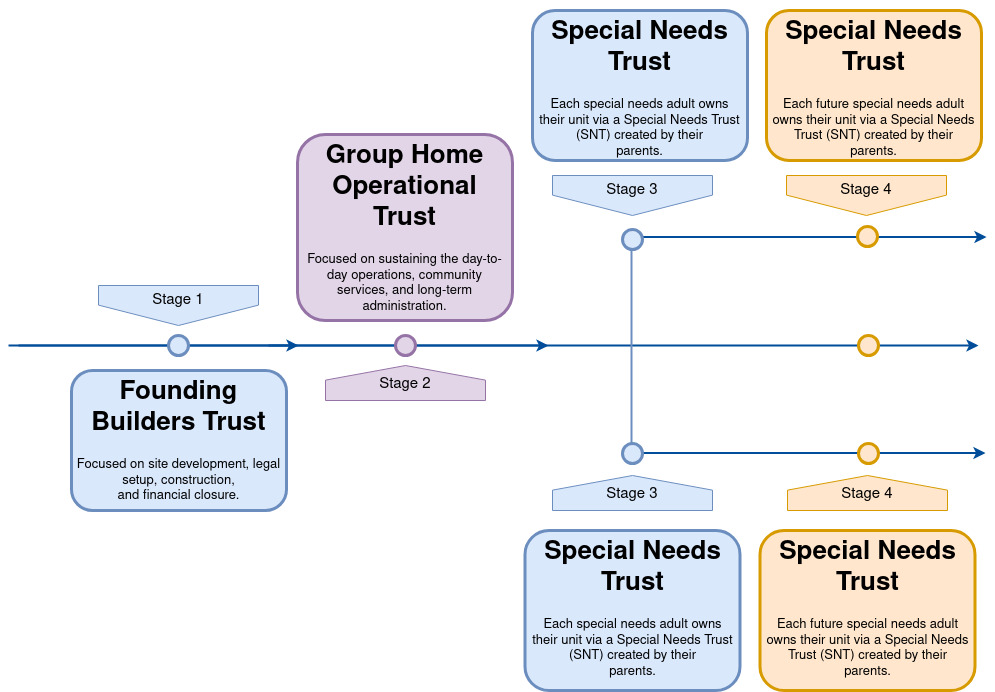 Special Needs
Trust
Each special needs adult owns
their unit via a Special Needs Trust
(SNT) created by their
parents.
Special Needs
Trust
Each future special needs adult
owns their unit via a Special Needs
Trust (SNT) created by their
parents.
Group Home
Operational
Trust
Focused on sustaining the day-to-
day operations, community
services, and long-term
administration.
Stage 3
Stage 4
Stage 1
Stage 2
Founding
Builders Trust
Focused on site development, legal
setup, construction,
and financial closure.
Stage 3
Stage 4
Special Needs
Trust
Each special needs adult owns
their unit via a Special Needs Trust
(SNT) created by their
parents.
Special Needs
Trust
Each future special needs adult
owns their unit via a Special Needs
Trust (SNT) created by their
parents.